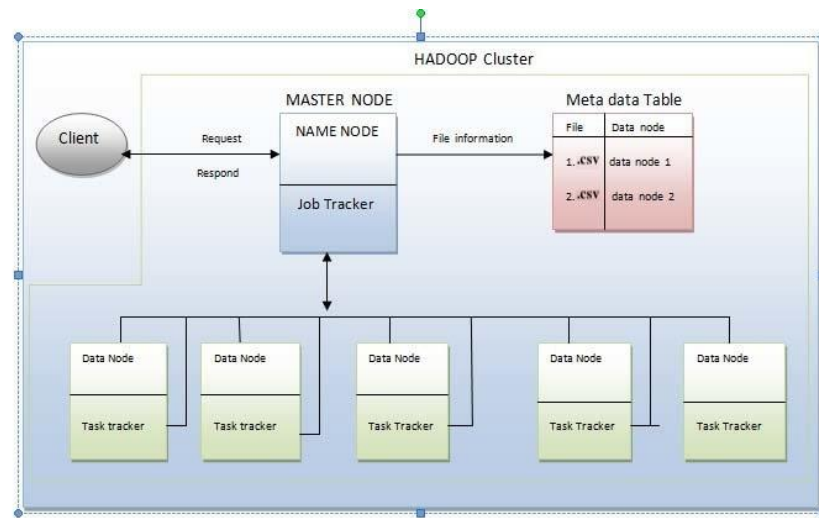 HADOOP Cluster
MASTER NODE
Meta data Table
Client
Request
Respond
NAME NODE
Job Tracker
File information
File Data node
1. .CSV data node 1
2. .CSV data node 2
Data Node
Data Node
Data Node
Data Node
Data Node
Task tracker
Task tracker
Task Tracker
Task Tracker
Task Tracker